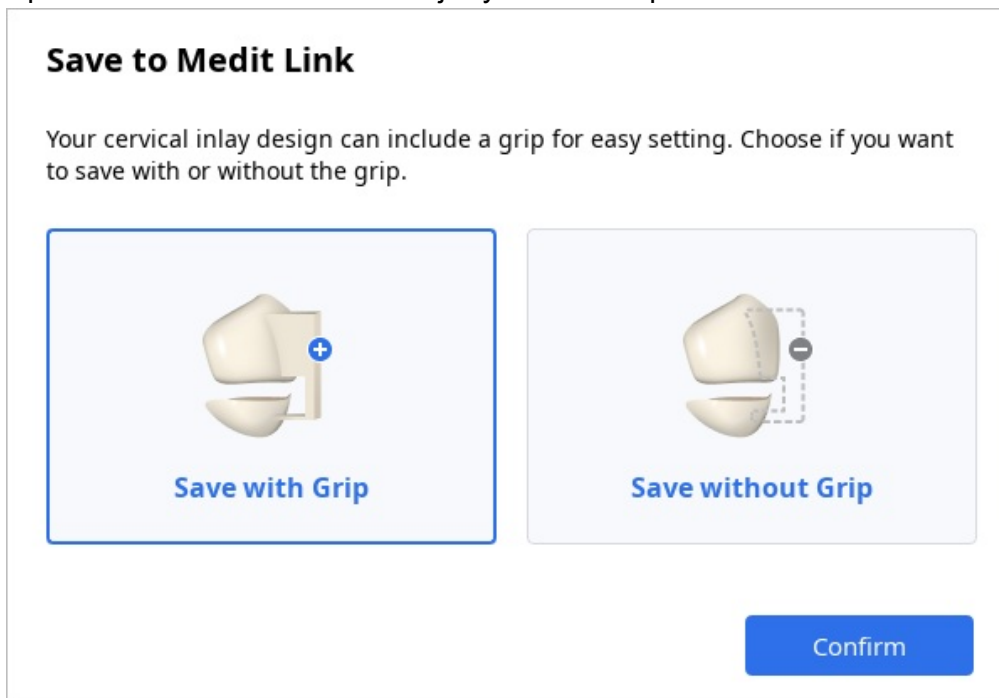 Save to Medit Link
Your cervical inlay design can include a grip for easy setting. Choose if you want
to save with or without the grip.
Save with Grip
Save without Grip
Confirm